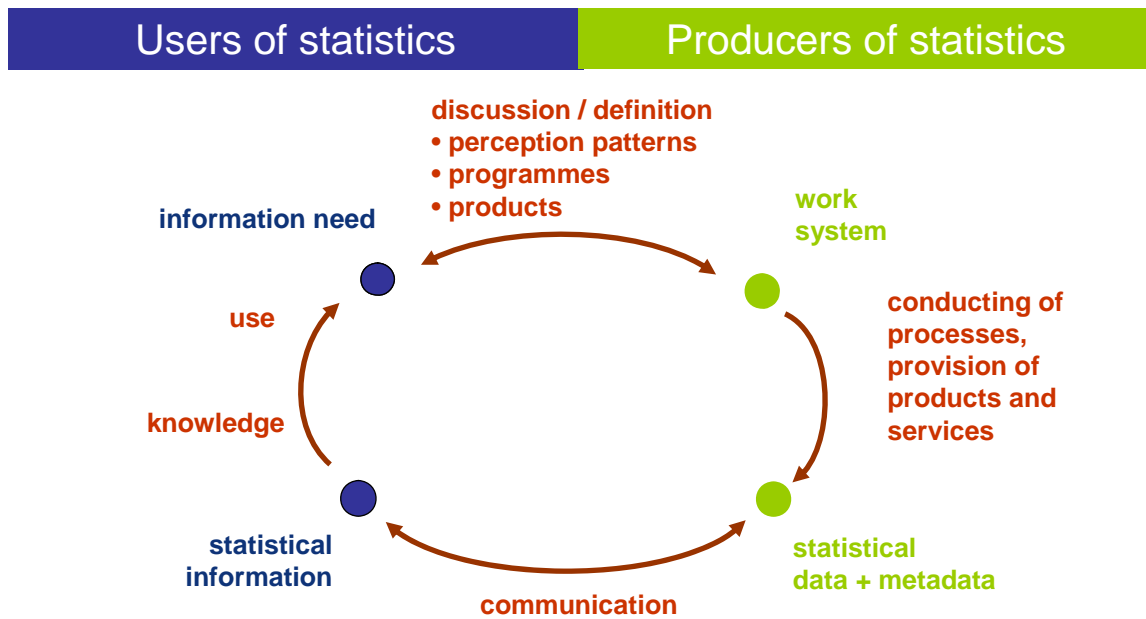 Users of statistics
Producers of statistics
discussion / definition
• perception patterns
• programmes
• products
information need
work
system
use
conducting of
processes,
provision of
products and
services
knowledge
statistical
information
statistical
data + metadata
communication